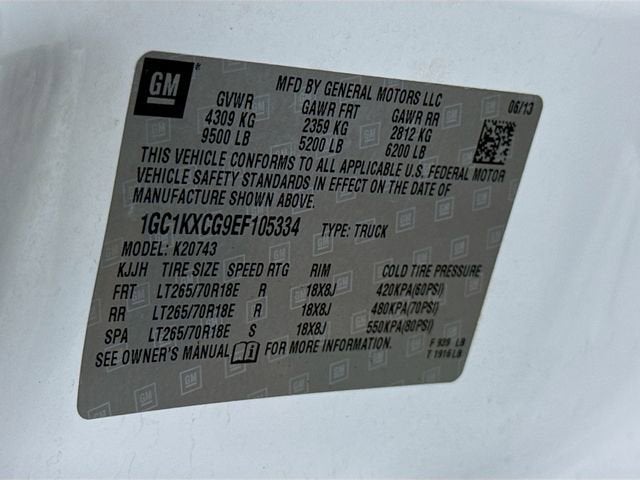 GM
MFD BY GENERAL MOTORS LLC
06/13
GVWR GAWR FRT GAWR RR
4309 KG 2359 KG 2812 KG
9500 LB 5200 LB 6200 LB
THIS VEHICLE CONFORMS TO ALL APPLICABLE U.S. FEDERAL MOTOR
VEHICLE SAFETY STANDARDS IN EFFECT ON THE DATE OF
MANUFACTURE SHOWN ABOVE.
1GC1KXCG9EF105334 TYPE: TRUCK
MODEL: K20743
KJJH TIRE SIZE SPEED RTG RIM COLD TIRE PRESSURE
FRT LT265/70R18E R 18X8J 420KPA(60PSI)
RR LT265/70R18E R 18X8J 480KPA(70PSI)
SPA LT265/70R18E S 18X8J 550KPA(80PSI)
SEE OWNER'S MANUAL FOR MORE INFORMATION.
F 939 LB
T 1916 LB